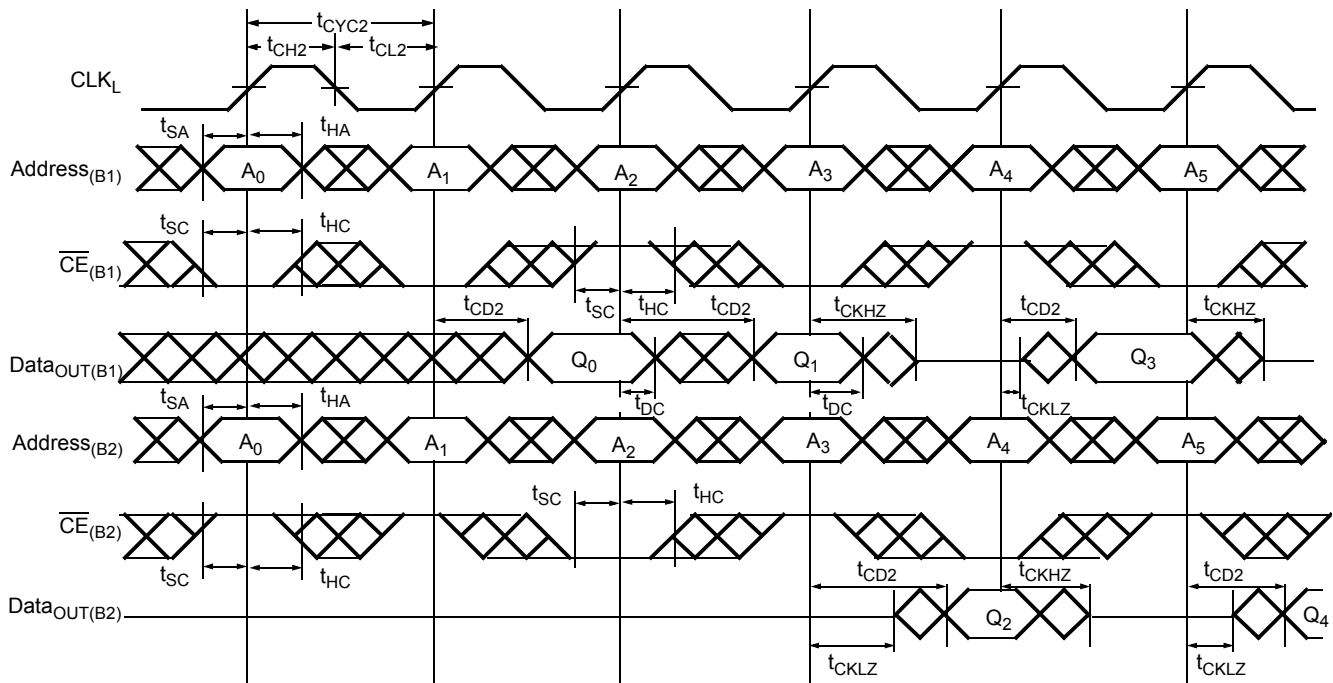 tCYC2
tCH2 tCL2
CLKL
tSA tHA
Address(B1) A0 A1 A2 A3 A4 A5
tSC tHC
CE(B1)
tSC tHC
tCD2 tCD2 tCKHZ tCD2 tCKHZ
DataOUT(B1) Q0 Q1 Q3
tDC tDC tCKLZ
tSA tHA
Address(B2) A0 A1 A2 A3 A4 A5
tSC tHC
CE(B2)
tSC tHC
tCD2 tCKHZ tCD2
DataOUT(B2) Q2 Q4
tCKLZ tCKLZ